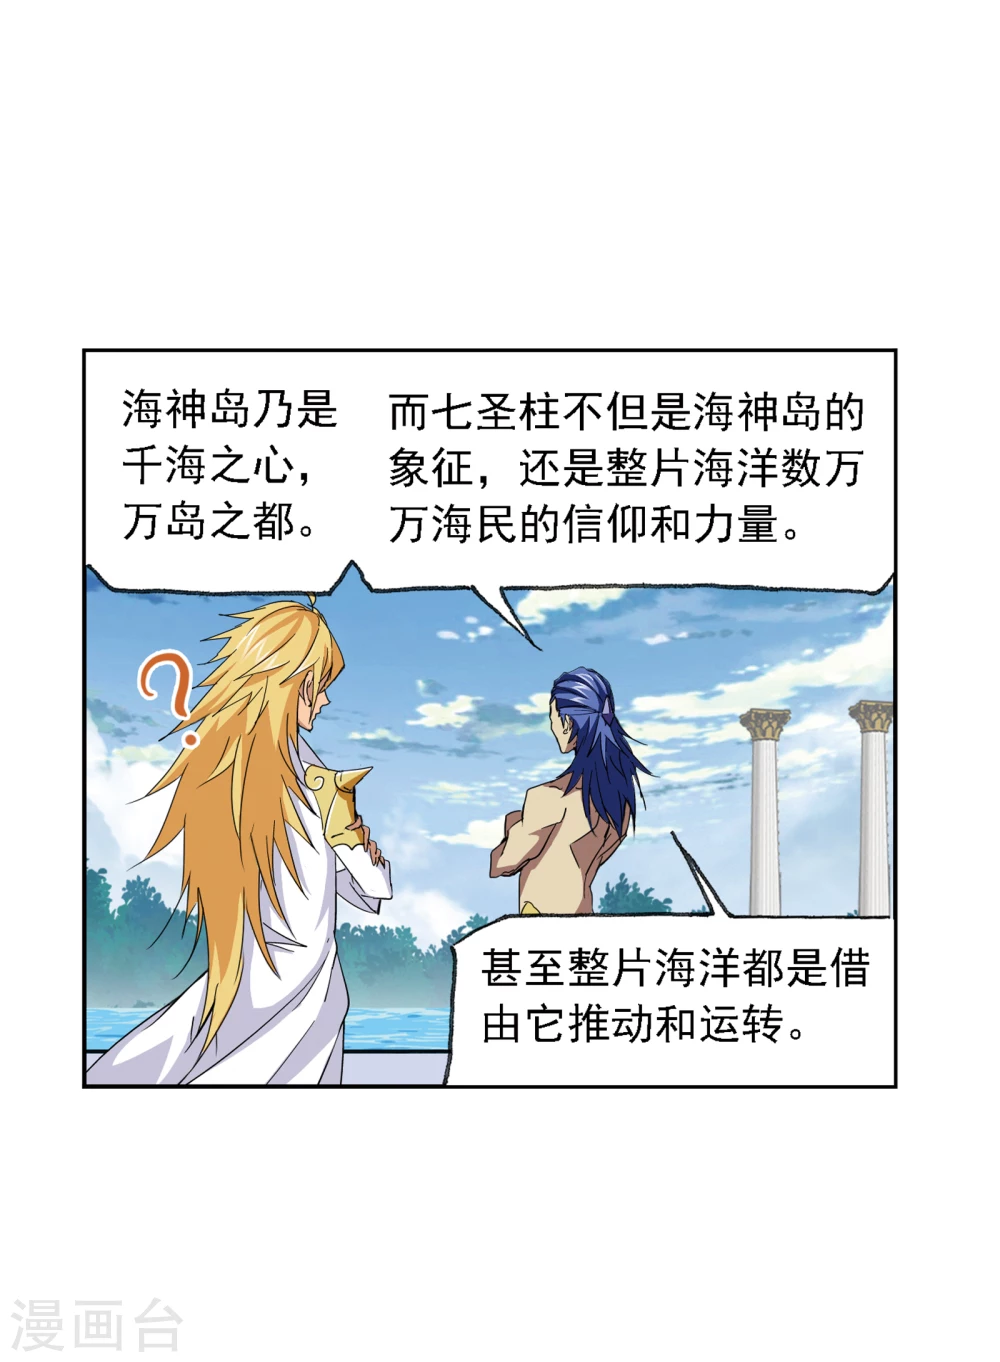 海神岛乃是
千海之心，
万岛之都。
而七圣柱不但是海神岛的
象征，还是整片海洋数万
万海民的信仰和力量。
?
甚至整片海洋都是借
由它推动和运转。
漫画台